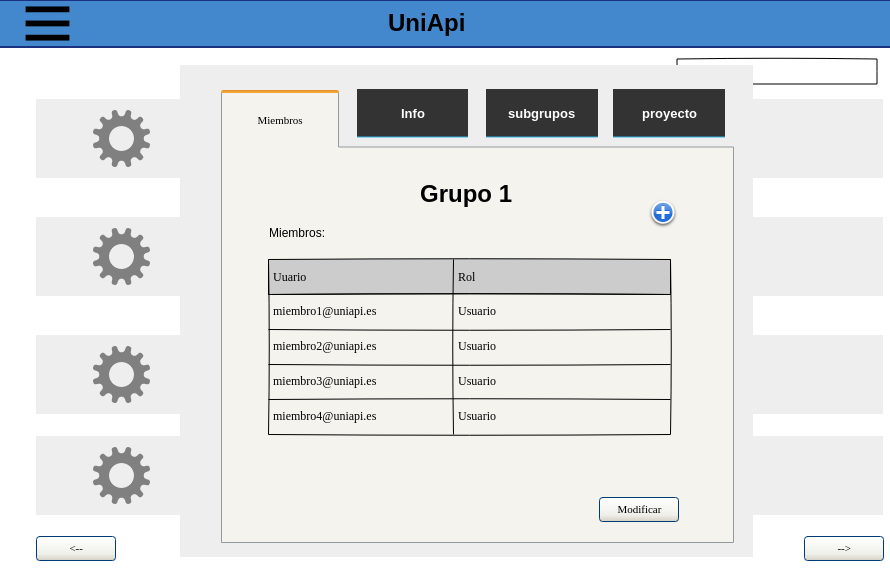 UniApi
Miembros
Info
subgrupos
proyecto
Grupo 1
Miembros:
Uuario Rol
miembro1@uniapi.es Usuario
miembro2@uniapi.es Usuario
miembro3@uniapi.es Usuario
miembro4@uniapi.es Usuario
Modificar
<-- -->